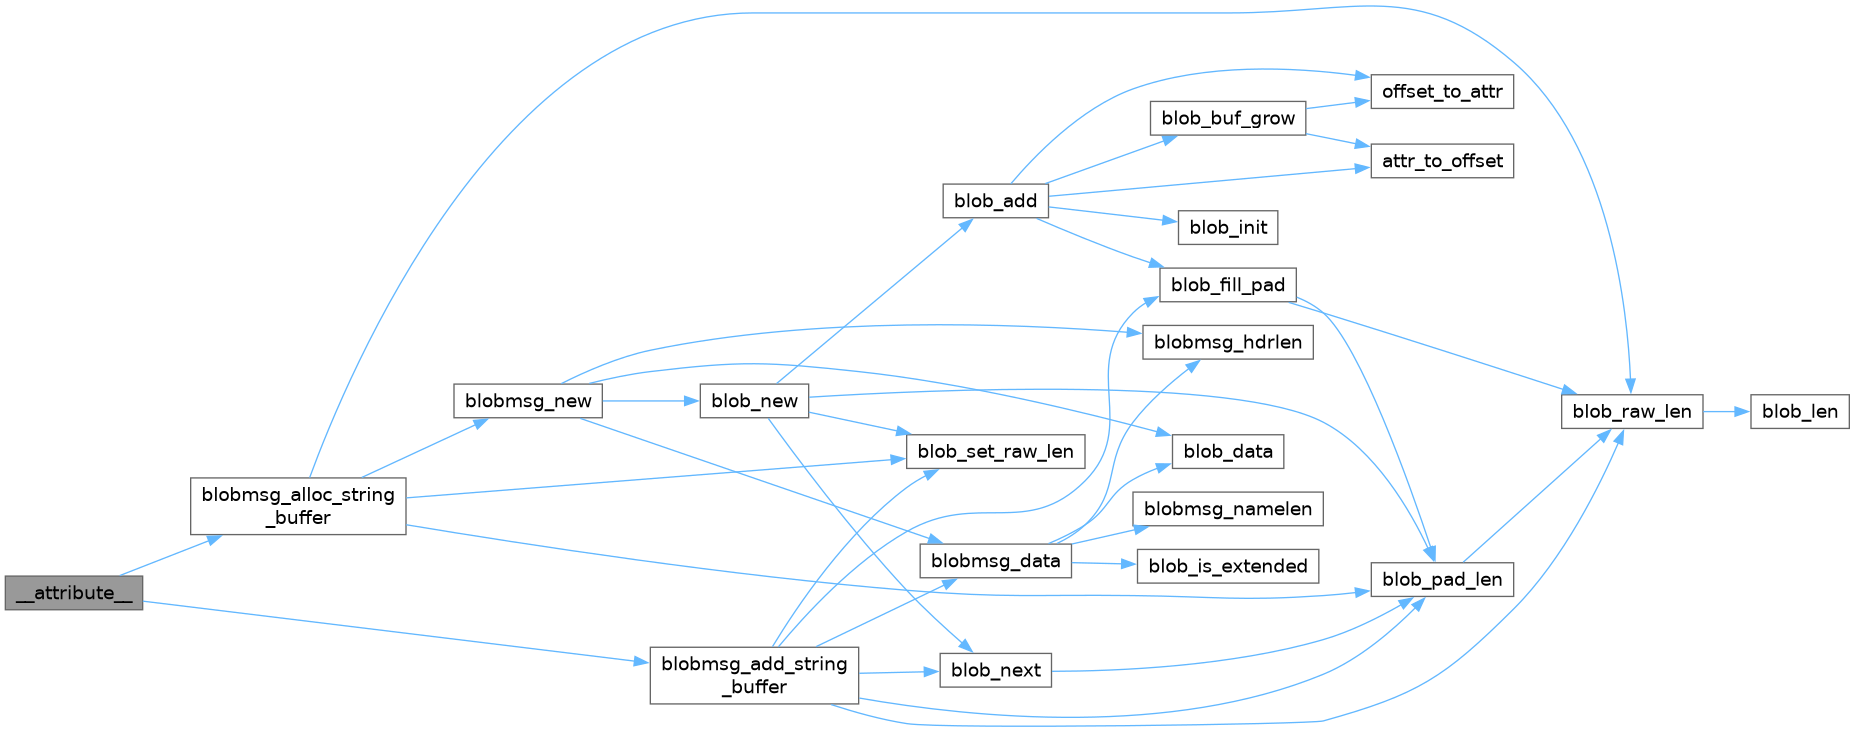 offset_to_attr
blob_buf_grow
attr_to_offset
blob_add
blob_init
blob_fill_pad
blobmsg_hdrlen
blobmsg_new
blob_new
blob_raw_len
blob_len
blob_set_raw_len
blob_data
blobmsg_alloc_string
_buffer
blobmsg_namelen
blobmsg_data
blob_is_extended
blob_pad_len
__attribute__
blobmsg_add_string
_buffer
blob_next